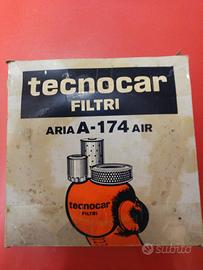 tecnocar
FILTRI
ARIA A-174 AIR
tecnocar
FILTRI
subito